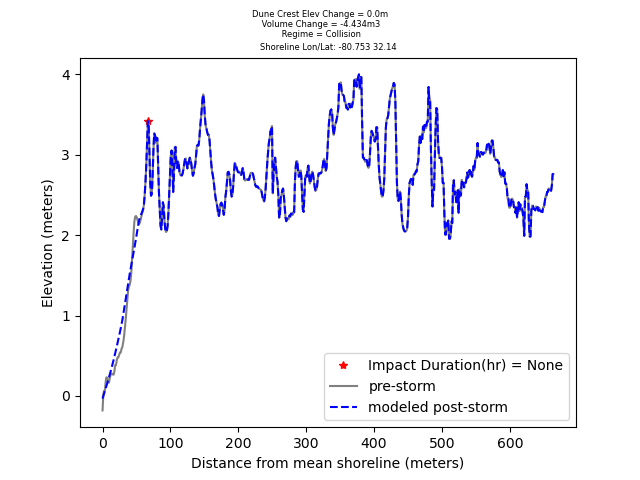 Dune Crest Elev Change = 0.0m
Volume Change = -4.434m3
Regime = Collision
Shoreline Lon/Lat: -80.753 32.14
4
3
2
1
0
Elevation (meters)
Impact Duration(hr) = None
pre-storm
modeled post-storm
0 100 200 300 400 500 600
Distance from mean shoreline (meters)